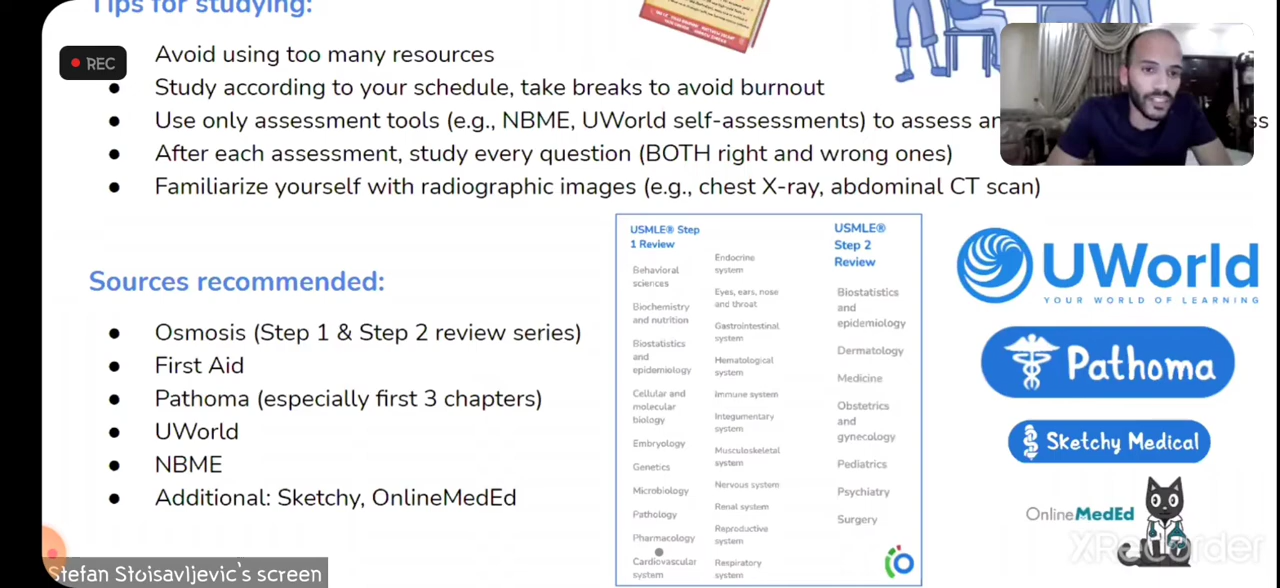 Tips for studying:
REC
Avoid using too many resources
Study according to your schedule, take breaks to avoid burnout
Use only assessment tools (e.g., NBME, UWorld self-assessments) to assess
After each assessment, study every question (BOTH right and wrong ones)
Familiarize yourself with radiographic images (e.g., chest X-ray, abdominal CT scan)
Sources recommended:
Osmosis (Step 1 & Step 2 review series)
First Aid
Pathoma (especially first 3 chapters)
UWorld
NBME
Additional: Sketchy, OnlineMedEd
USMLE® Step
1 Review
Behavioral
sciences
Biochemistry
and nutrition
Biostatistics
and
epidemiology
Cellular and
molecular
biology
Embryology
Genetics
Microbiology
Pathology
Pharmacology
Cardiovascular
system
Endocrine
system
Eyes, ears, nose
and throat
Gastrointestinal
system
Hematological
system
Immune system
Integumentary
system
Musculoskeletal
system
Nervous system
Renal system
Reproductive
system
Respiratory
system
USMLE®
Step 2
Review
Biostatistics
and
epidemiology
Dermatology
Medicine
Obstetrics
and
gynecology
Pediatrics
Psychiatry
Surgery
UWorld
YOUR WORLD OF LEARNING
Pathoma
Sketchy Medical
OnlineMedEd
XRecorder
Stefan Stoisavljevic's screen